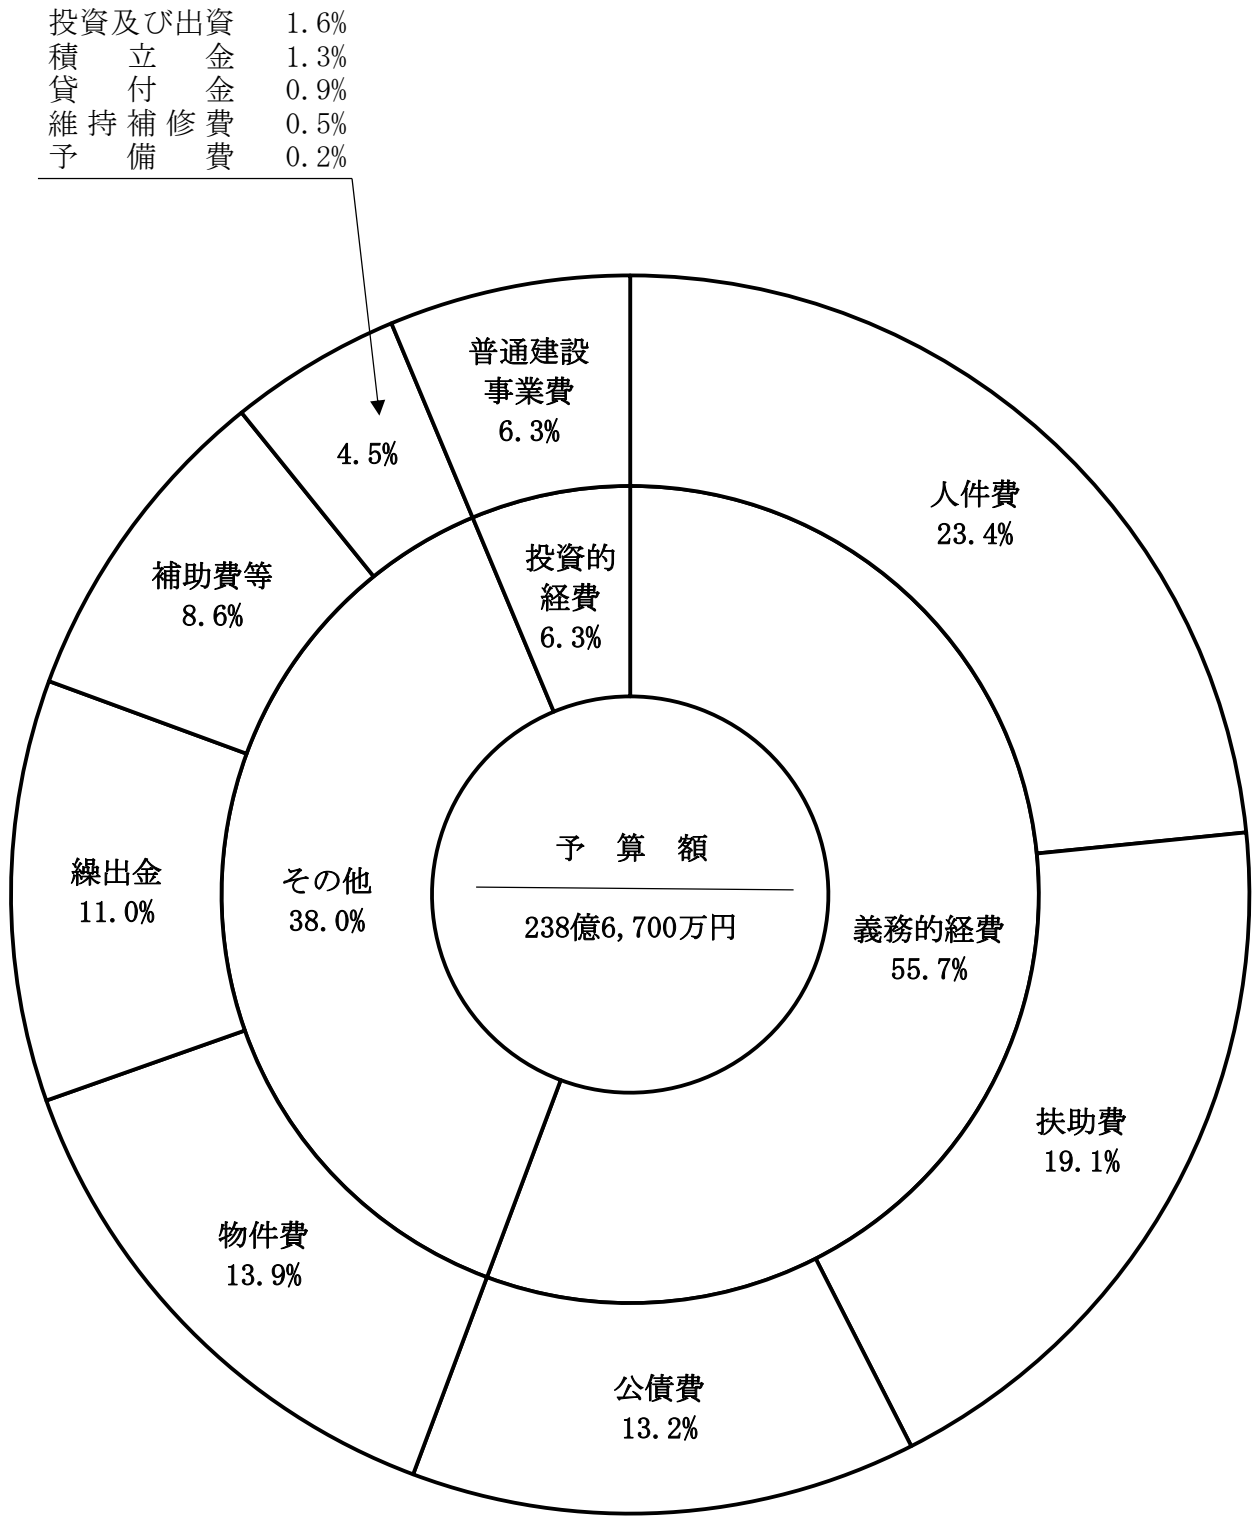 投資及び出資 1.6%
積立金 1.3%
貸付金 0.9%
維持補修費 0.5%
予備費 0.2%
普通建設
事業費
6.3%
4.5%
人件費
23.4%
投資的
経費
6.3%
補助費等
8.6%
予算額
238億6,700万円
その他
38.0%
繰出金
11.0%
義務的経費
55.7%
扶助費
19.1%
物件費
13.9%
公債費
13.2%